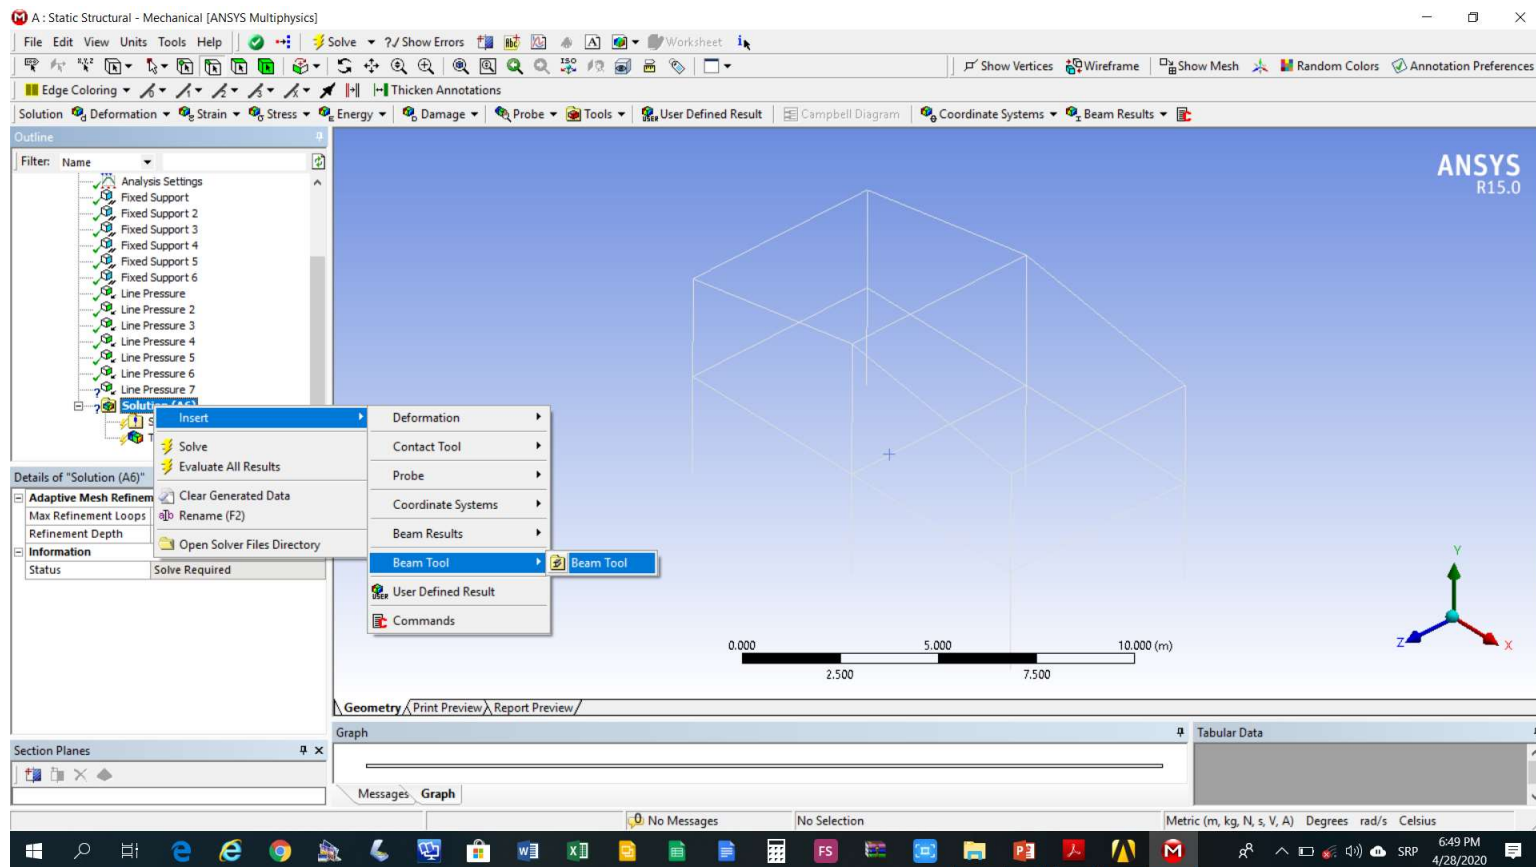 A : Static Structural - Mechanical [ANSYS Multiphysics]
File Edit View Units Tools Help Solve ?/ Show Errors Worksheet
Show Vertices Wireframe Show Mesh Random Colors Annotation Preferences
Edge Coloring Thicken Annotations
Solution Deformation Strain Stress Energy Damage Probe Tools User Defined Result Campbell Diagram Coordinate Systems Beam Results
Outline
Filter: Name
Analysis Settings
Fixed Support
Fixed Support 2
Fixed Support 3
Fixed Support 4
Fixed Support 5
Fixed Support 6
Line Pressure
Line Pressure 2
Line Pressure 3
Line Pressure 4
Line Pressure 5
Line Pressure 6
Line Pressure 7
Solution (A6)
Insert
Solve
Evaluate All Results
Clear Generated Data
Rename (F2)
Open Solver Files Directory
Deformation
Contact Tool
Probe
Coordinate Systems
Beam Results
Beam Tool
User Defined Result
Commands
Beam Tool
Details of "Solution (A6)"
Adaptive Mesh Refinem
Max Refinement Loops
Refinement Depth
Information
Status Solve Required
ANSYS
R15.0
Y
Z
X
0.000 5.000 10.000 (m)
2.500 7.500
Geometry Print Preview Report Preview
Section Planes
Graph
Tabular Data
Messages Graph
0 No Messages No Selection Metric (m, kg, N, s, V, A) Degrees rad/s Celsius
FS
SRP
6:49 PM
4/28/2020